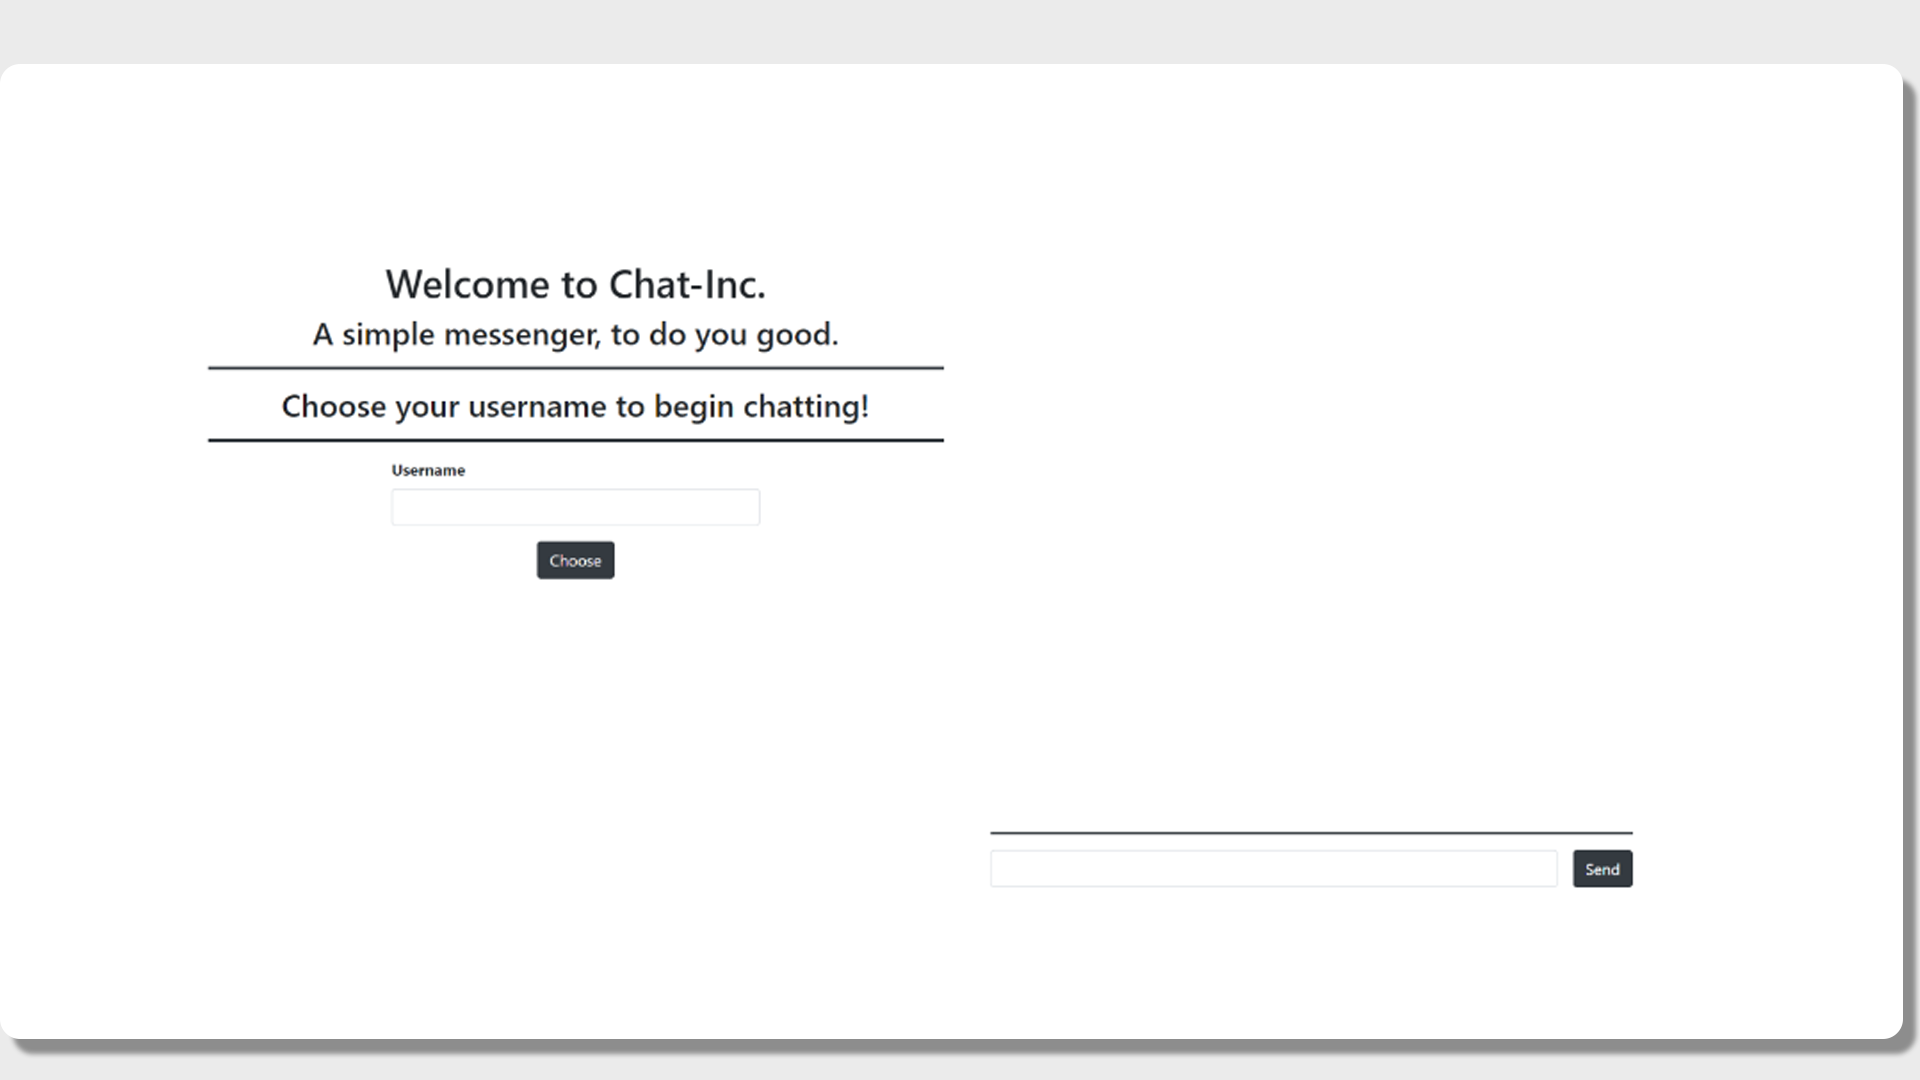 Welcome to Chat-Inc.
A simple messenger, to do you good.
Choose your username to begin chatting!
Username
Choose
Send